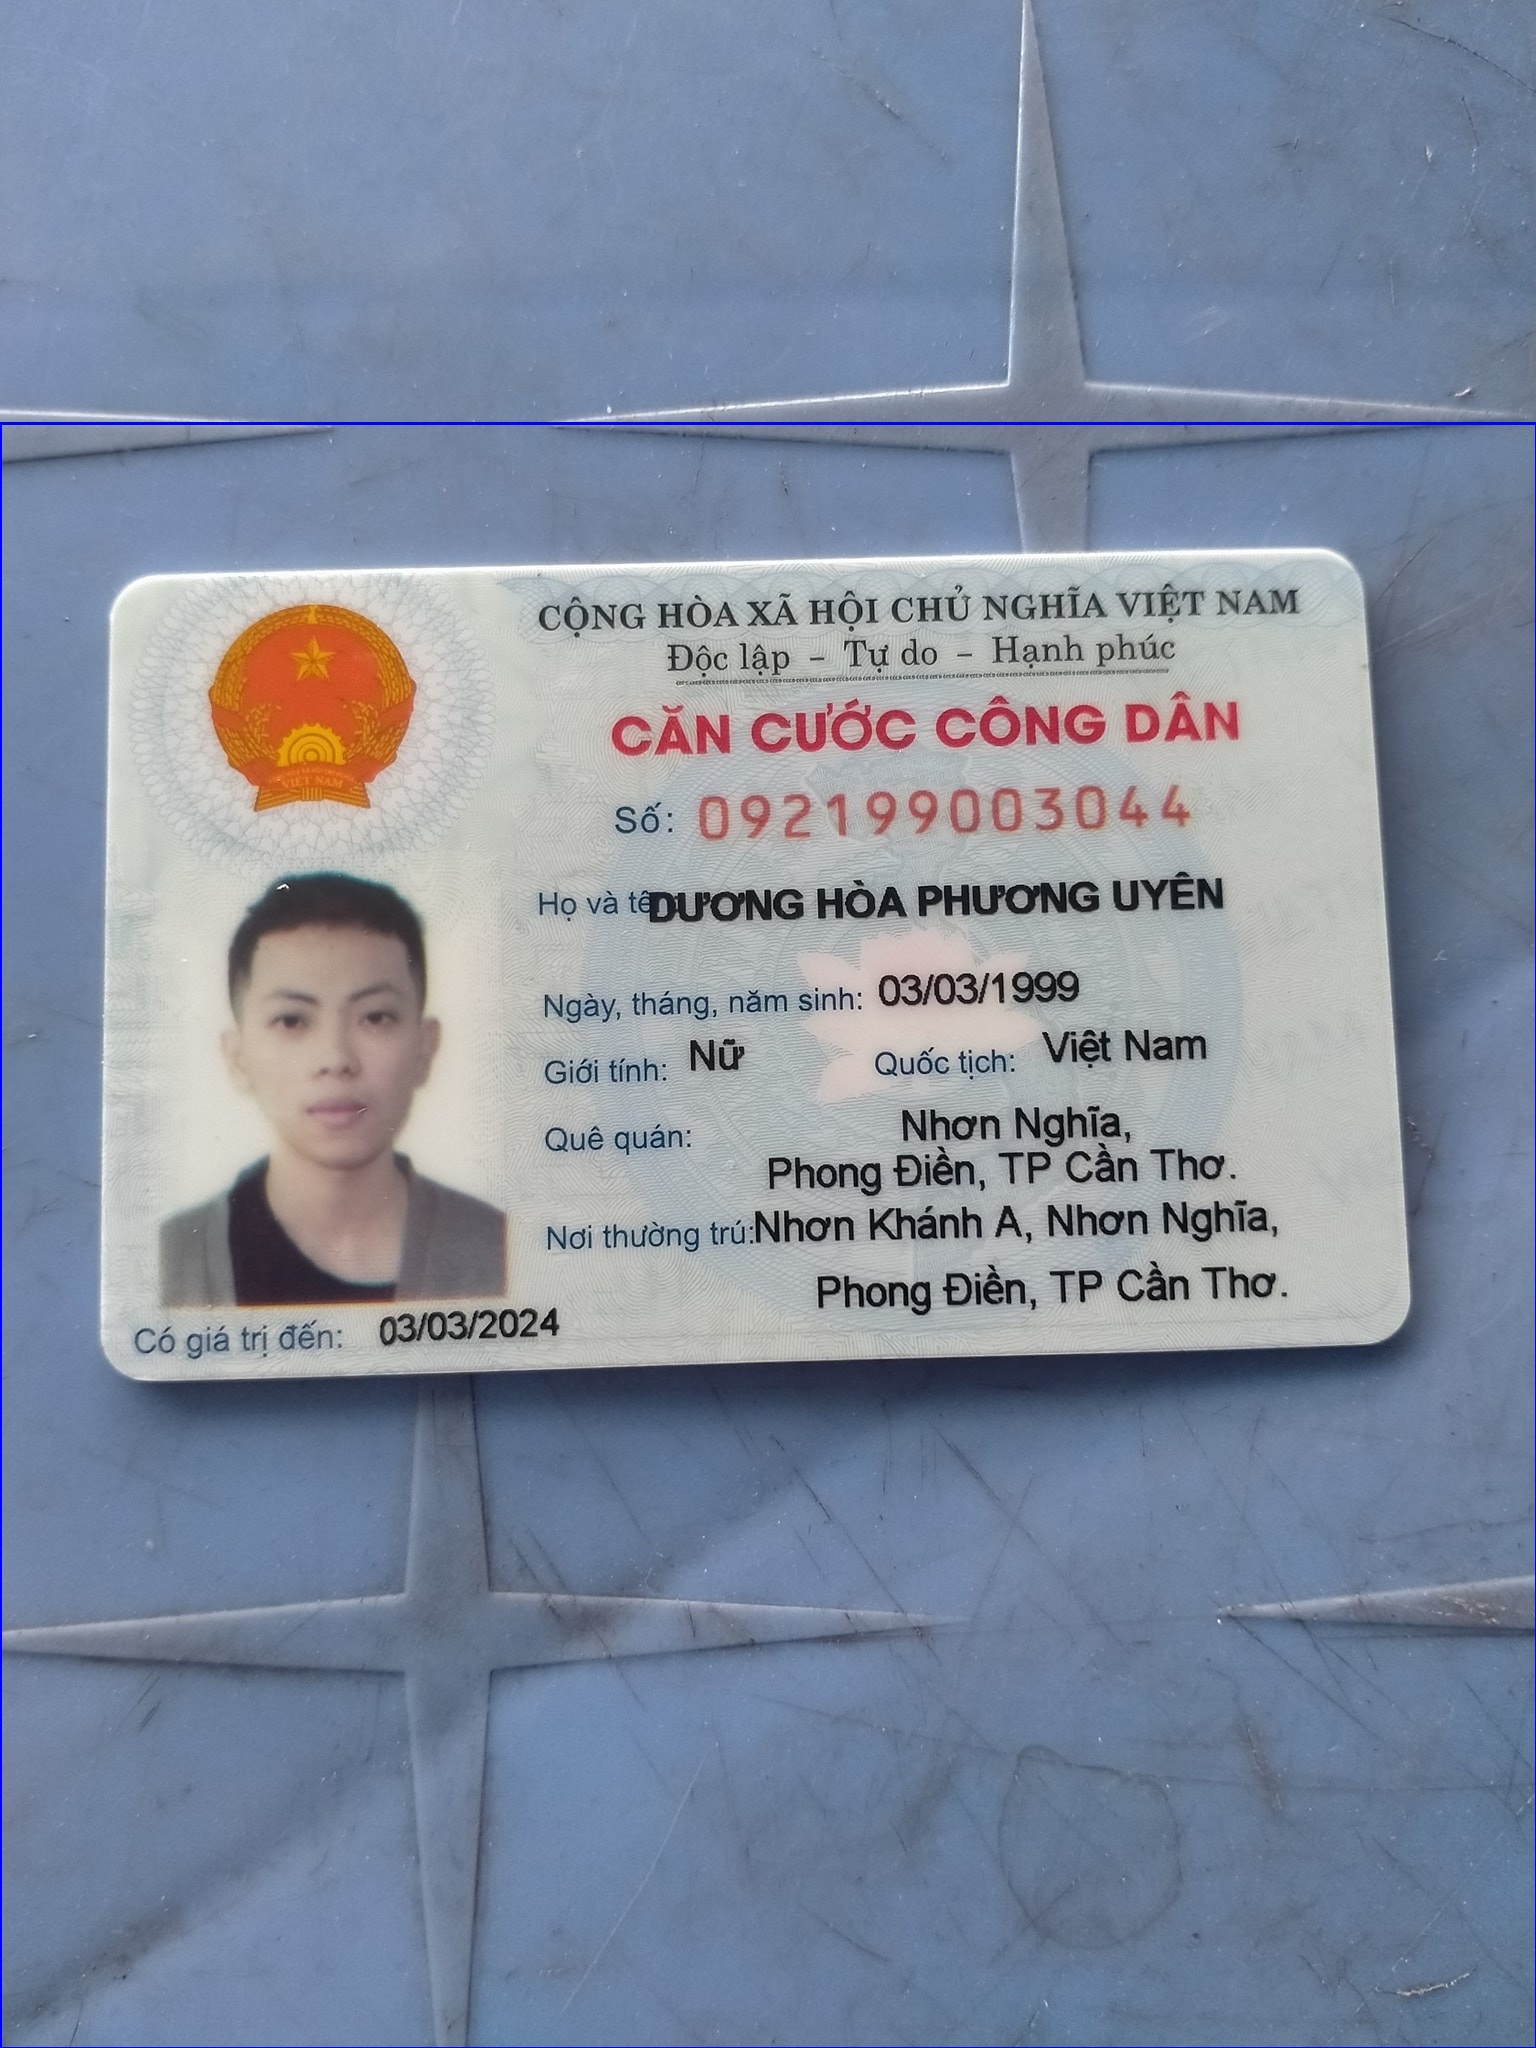 CỘNG HÒA XÃ HỘI CHỦ NGHĨA VIỆT NAM
Độc lập – Tự do – Hạnh phúc
CĂN CƯỚC CÔNG DÂN
Số: 092199003044
Họ và tê DƯƠNG HÒA PHƯƠNG UYÊN
Ngày, tháng, năm sinh: 03/03/1999
Giới tính: Nữ Quốc tịch: Việt Nam
Quê quán: Nhơn Nghĩa,
Phong Điền, TP Cần Thơ.
Nơi thường trú: Nhơn Khánh A, Nhơn Nghĩa,
Phong Điền, TP Cần Thơ.
Có giá trị đến: 03/03/2024
VIỆT NAM